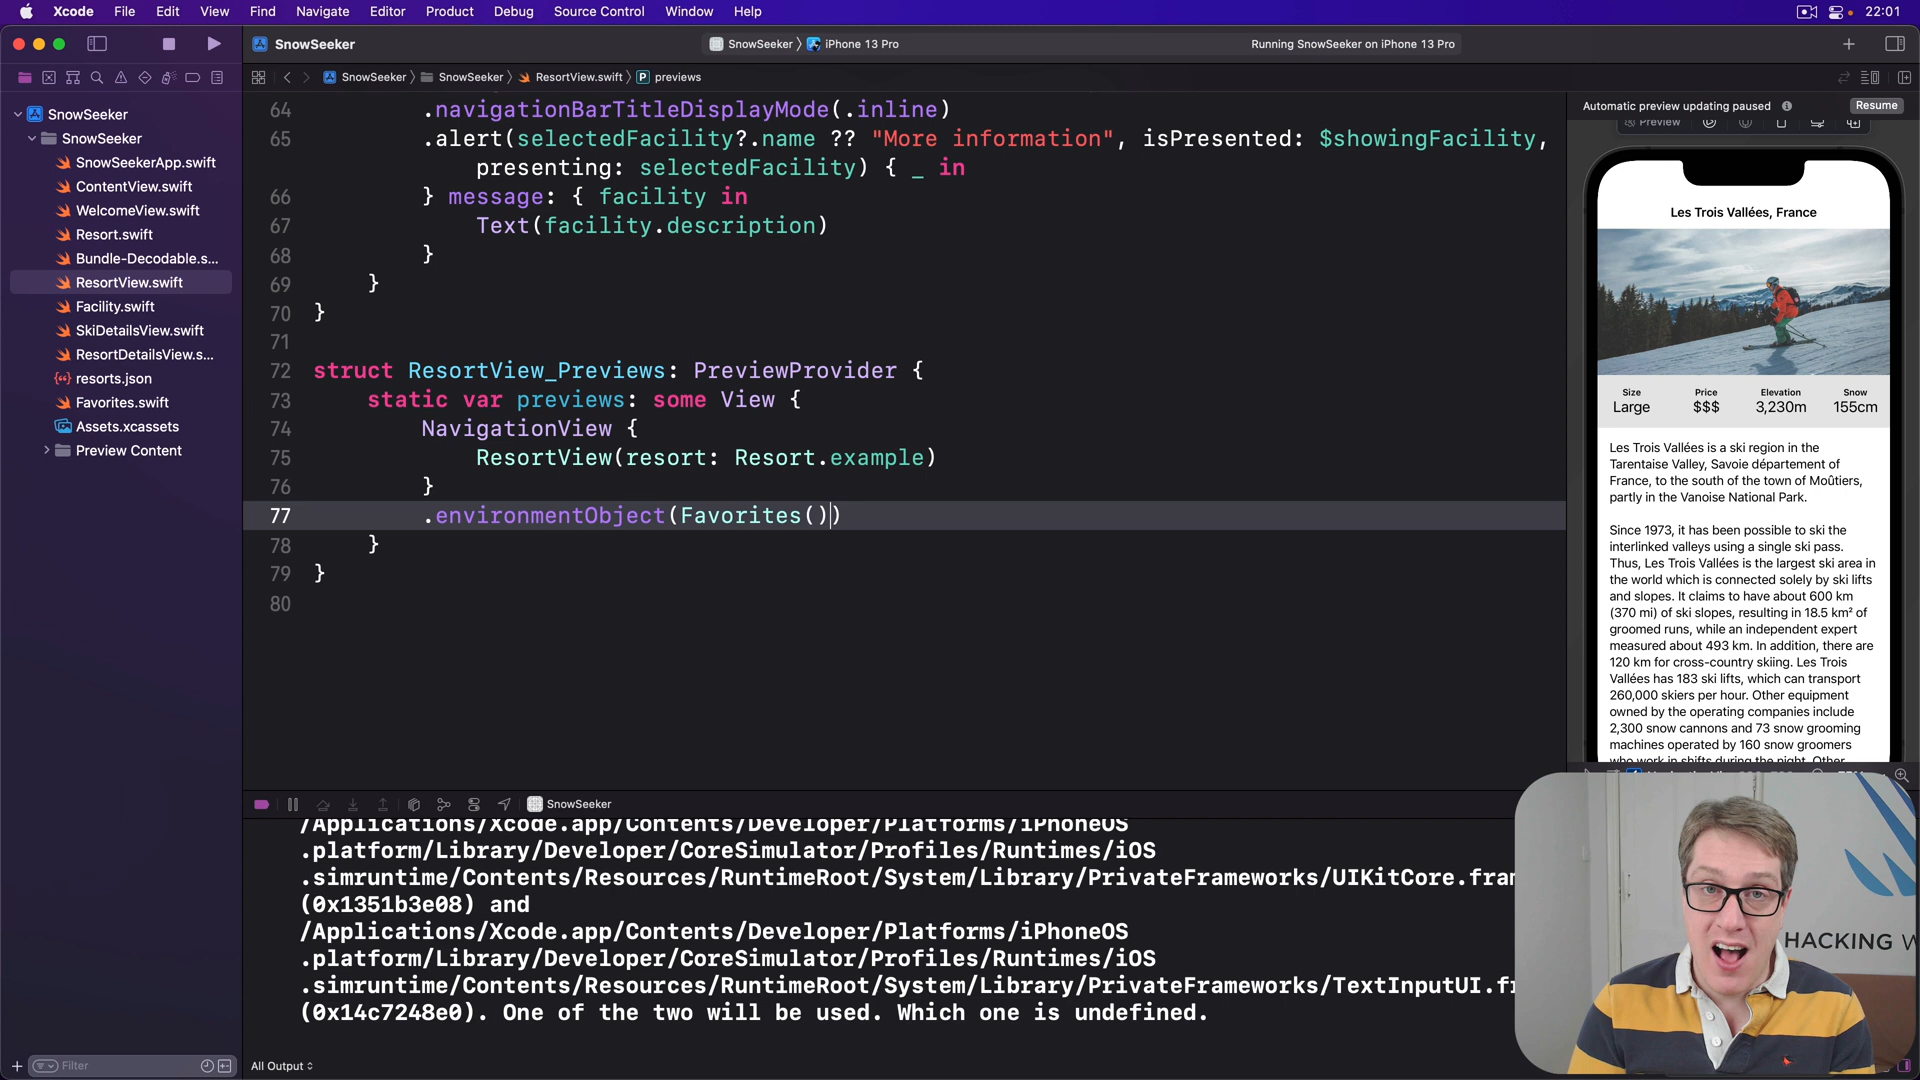 Xcode File Edit View Find Navigate Editor Product Debug Source Control Window Help 22:01
SnowSeeker
SnowSeeker iPhone 13 Pro
Running SnowSeeker on iPhone 13 Pro
SnowSeeker SnowSeeker ResortView.swift P previews
SnowSeeker
SnowSeeker
SnowSeekerApp.swift
ContentView.swift
WelcomeView.swift
Resort.swift
Bundle-Decodable.s...
ResortView.swift
Facility.swift
SkiDetailsView.swift
ResortDetailsView.s...
resorts.json
Favorites.swift
Assets.xcassets
Preview Content
Filter
64 .navigationBarTitleDisplayMode(.inline)
65 .alert(selectedFacility?.name ?? "More information", isPresented: $showingFacility,
presenting: selectedFacility) { _ in
66 } message: { facility in
67 Text(facility.description)
68 }
69 }
70 }
71
72 struct ResortView_Previews: PreviewProvider {
73 static var previews: some View {
74 NavigationView {
75 ResortView(resort: Resort.example)
76 }
77 .environmentObject(Favorites())
78 }
79 }
80
Automatic preview updating paused Resume
Preview
Les Trois Vallées, France
Size Price Elevation Snow
Large $$$ 3,230m 155cm
Les Trois Vallées is a ski region in the
Tarentaise Valley, Savoie département of
France, to the south of the town of Moûtiers,
partly in the Vanoise National Park.
Since 1973, it has been possible to ski the
interlinked valleys using a single ski pass.
Thus, Les Trois Vallées is the largest ski area in
the world which is connected solely by ski lifts
and slopes. It claims to have about 600 km
(370 mi) of ski slopes, resulting in 18.5 km² of
groomed runs, while an independent expert
measured about 493 km. In addition, there are
120 km for cross-country skiing. Les Trois
Vallées has 183 ski lifts, which can transport
260,000 skiers per hour. Other equipment
owned by the operating companies include
2,300 snow cannons and 73 snow grooming
machines operated by 160 snow groomers
who work in shifts during the night. Other
SnowSeeker
/Applications/Xcode.app/Contents/Developer/Platforms/iPhoneOS
.platform/Library/Developer/CoreSimulator/Profiles/Runtimes/iOS
.simruntime/Contents/Resources/RuntimeRoot/System/Library/PrivateFrameworks/UIKitCore.fram
(0x1351b3e08) and
/Applications/Xcode.app/Contents/Developer/Platforms/iPhoneOS
.platform/Library/Developer/CoreSimulator/Profiles/Runtimes/iOS
.simruntime/Contents/Resources/RuntimeRoot/System/Library/PrivateFrameworks/TextInputUI.fr
(0x14c7248e0). One of the two will be used. Which one is undefined.
All Output
HACKING W